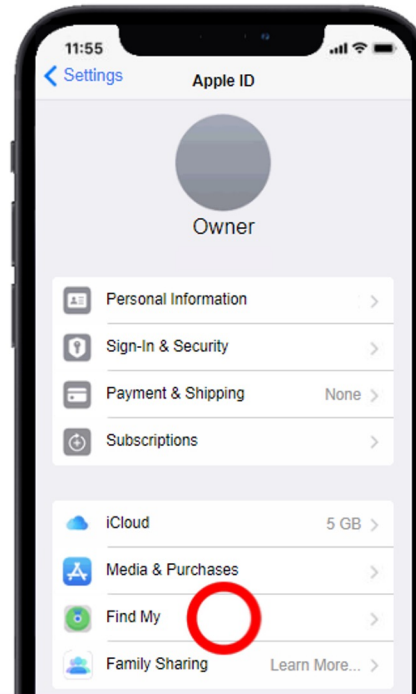 11:55
Settings
Apple ID
Owner
Personal Information
Sign-In & Security
Payment & Shipping None
Subscriptions
iCloud 5 GB
Media & Purchases
Find My
Family Sharing Learn More...